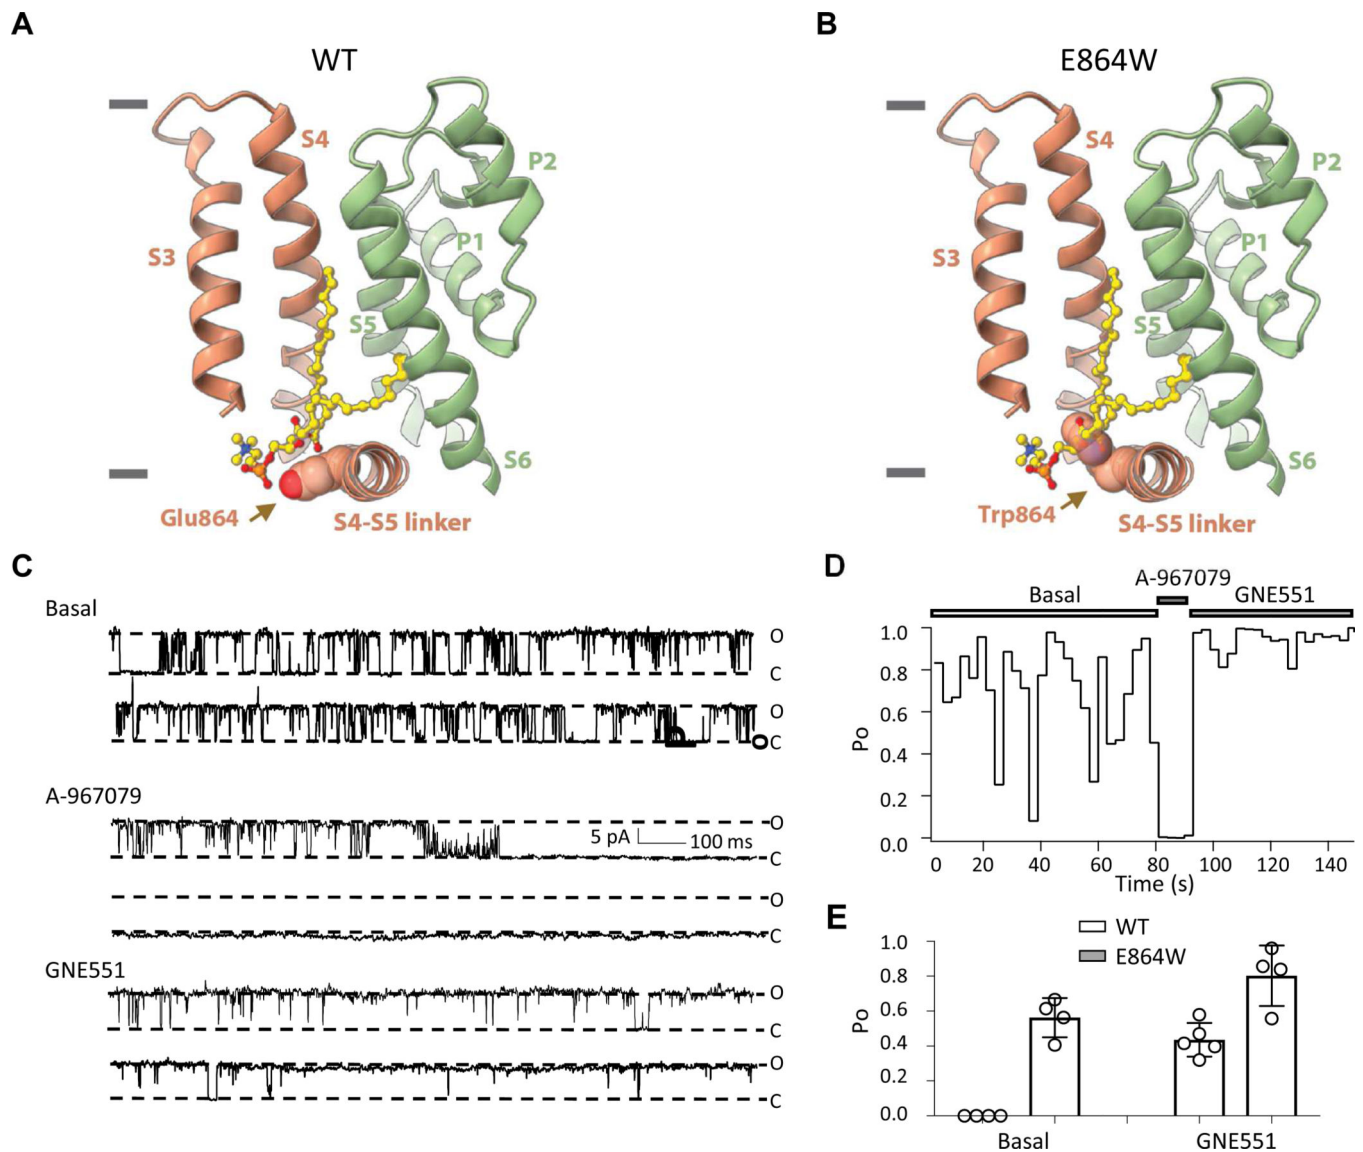 A
WT
S4
P2
P1
S3
S5
S6
Glu864
S4-S5 linker
B
E864W
S4
P2
P1
S3
S5
S6
Trp864
S4-S5 linker
C
Basal
O
C
O
C
A-967079
O
5 pA 100 ms
C
O
C
GNE551
O
C
O
C
D
A-967079
Basal GNE551
1.0
0.8
0.6
0.4
0.2
0.0
Po
0 20 40 60 80 100 120 140
Time (s)
E
WT
E864W
1.0
0.8
0.6
0.4
0.2
0.0
Po
Basal GNE551